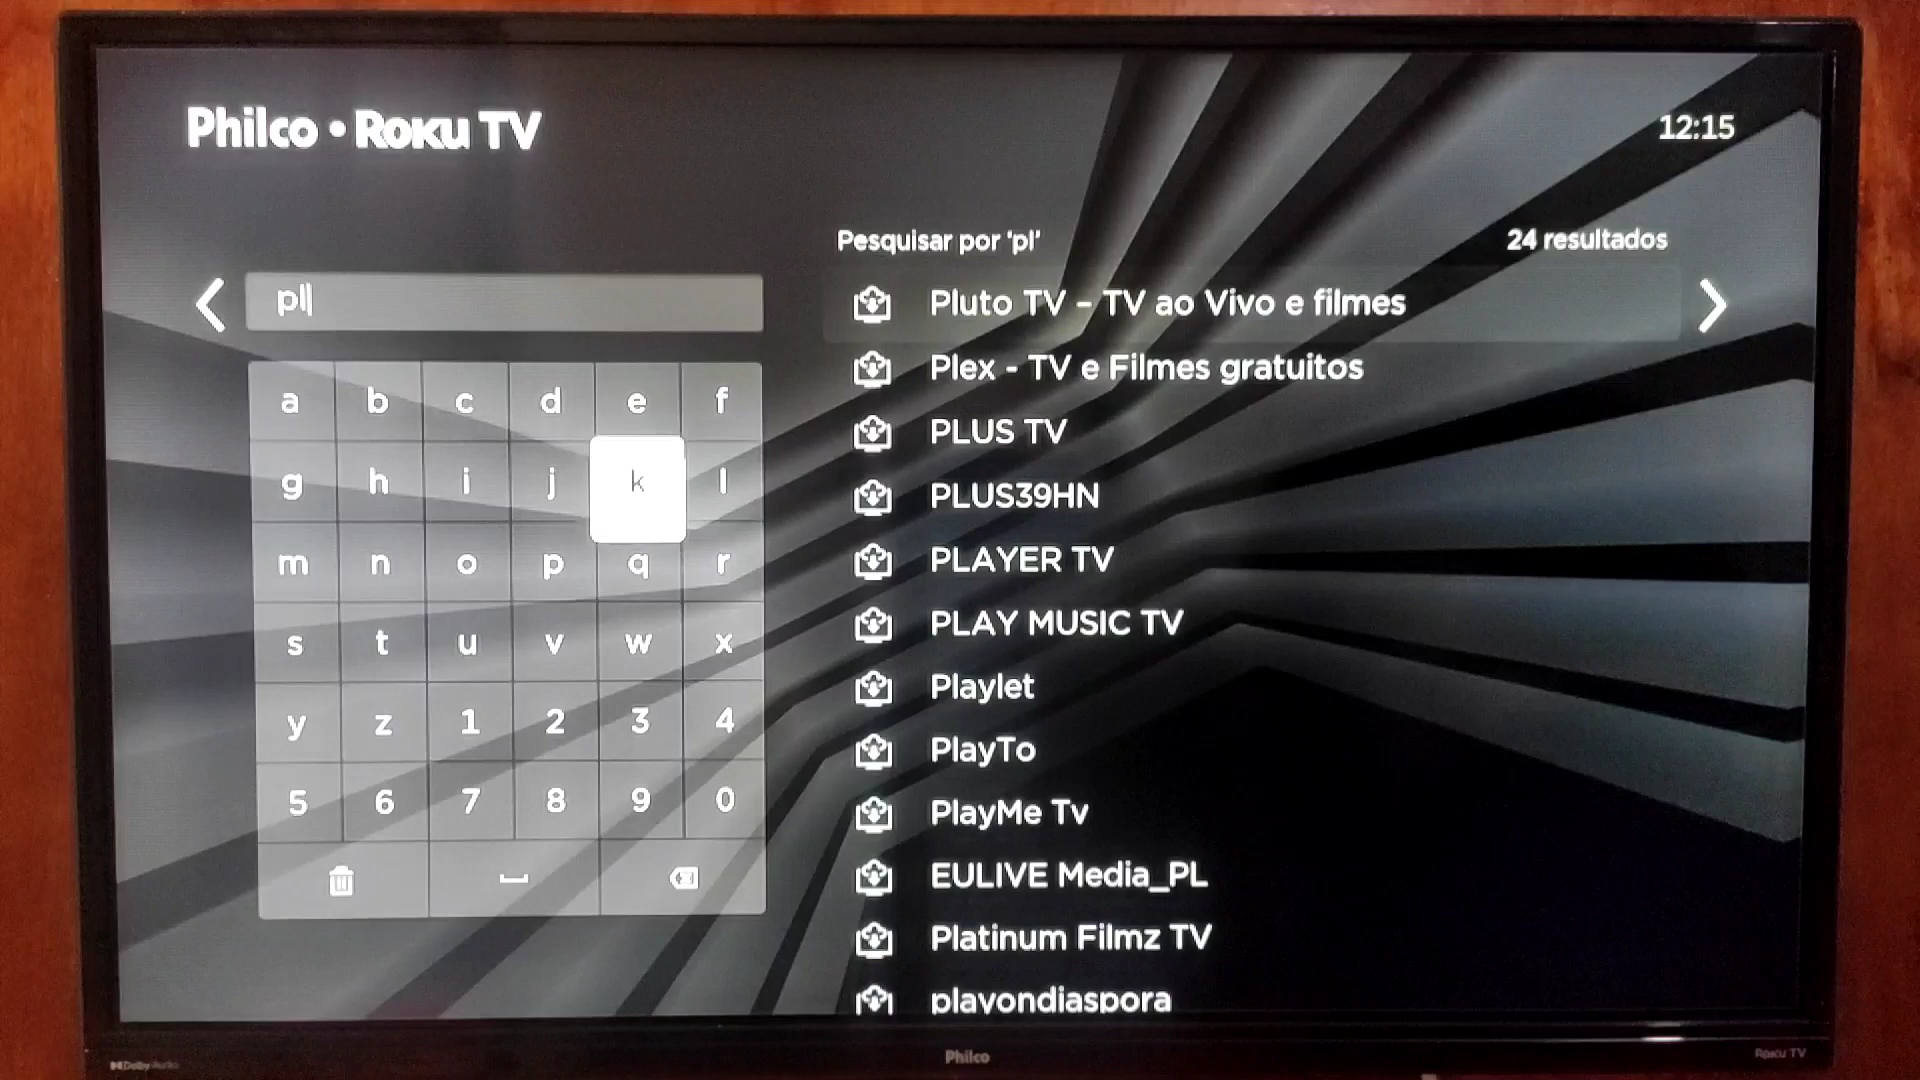 Philco • Roku TV
12:15
Pesquisar por 'pl'
24 resultados
pl
a b c d e f
g h i j k l
m n o p q r
s t u v w x
y z 1 2 3 4
5 6 7 8 9 0
Pluto TV - TV ao Vivo e filmes
Plex - TV e Filmes gratuitos
PLUS TV
PLUS39HN
PLAYER TV
PLAY MUSIC TV
Playlet
PlayTo
PlayMe Tv
EULIVE Media_PL
Platinum Filmz TV
playondiaspora
Dolby Audio
Philco
Roku TV